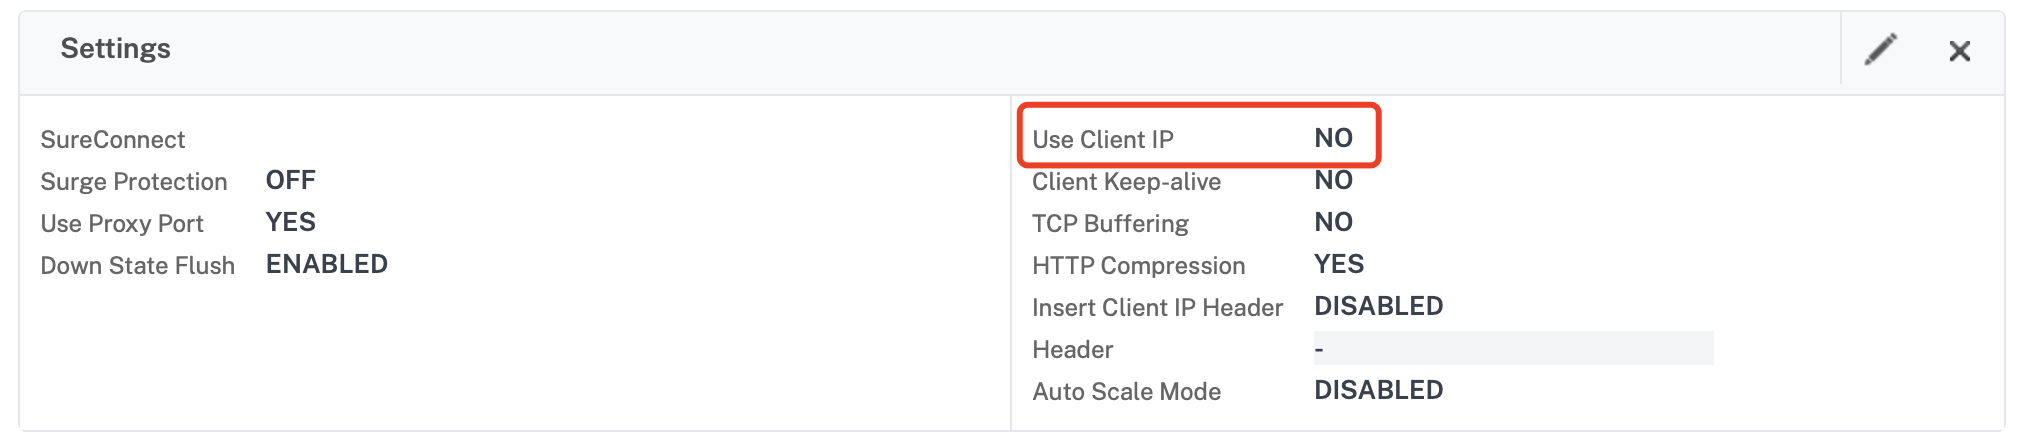 Settings
SureConnect
Surge Protection OFF
Use Proxy Port YES
Down State Flush ENABLED
Use Client IP NO
Client Keep-alive NO
TCP Buffering NO
HTTP Compression YES
Insert Client IP Header DISABLED
Header -
Auto Scale Mode DISABLED